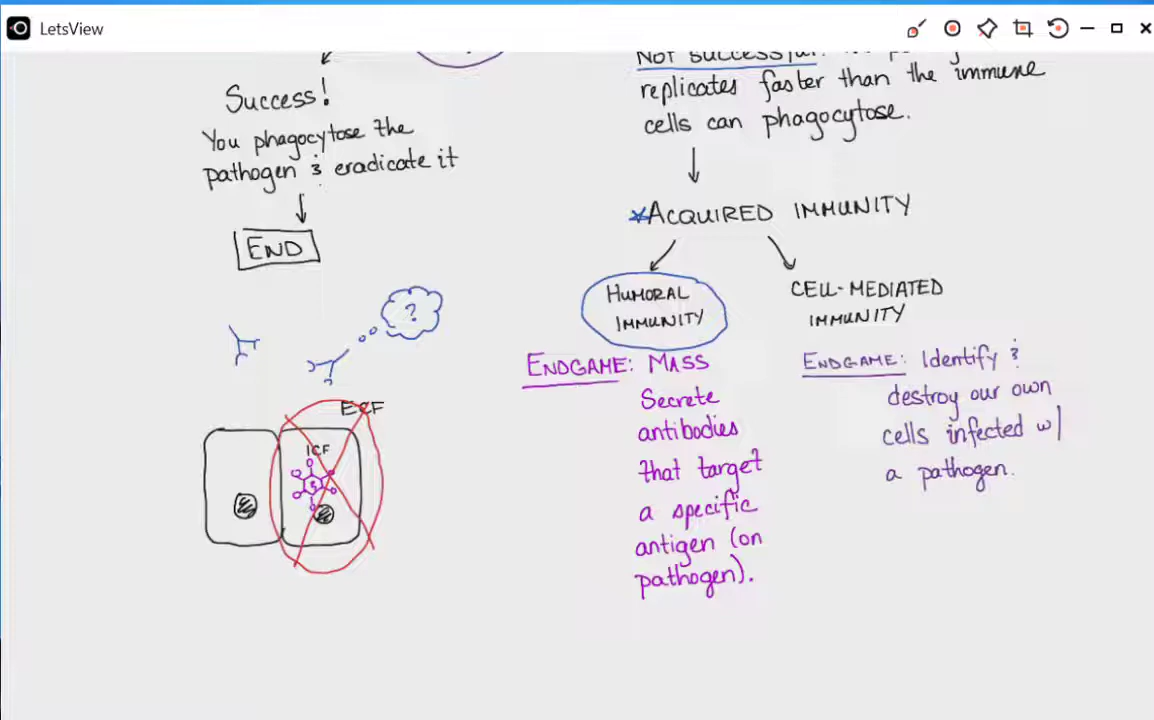 LetsView
Success!
You phagocytose the
pathogen & eradicate it
END
?
ECF
ICF
NOT SUCCESSFUL:
replicates faster than the immune
cells can phagocytose.
*ACQUIRED IMMUNITY
HUMORAL
IMMUNITY
ENDGAME: MASS
Secrete
antibodies
that target
a specific
antigen (on
pathogen).
CELL-MEDIATED
IMMUNITY
ENDGAME: Identify &
destroy our own
cells infected w/
a pathogen.